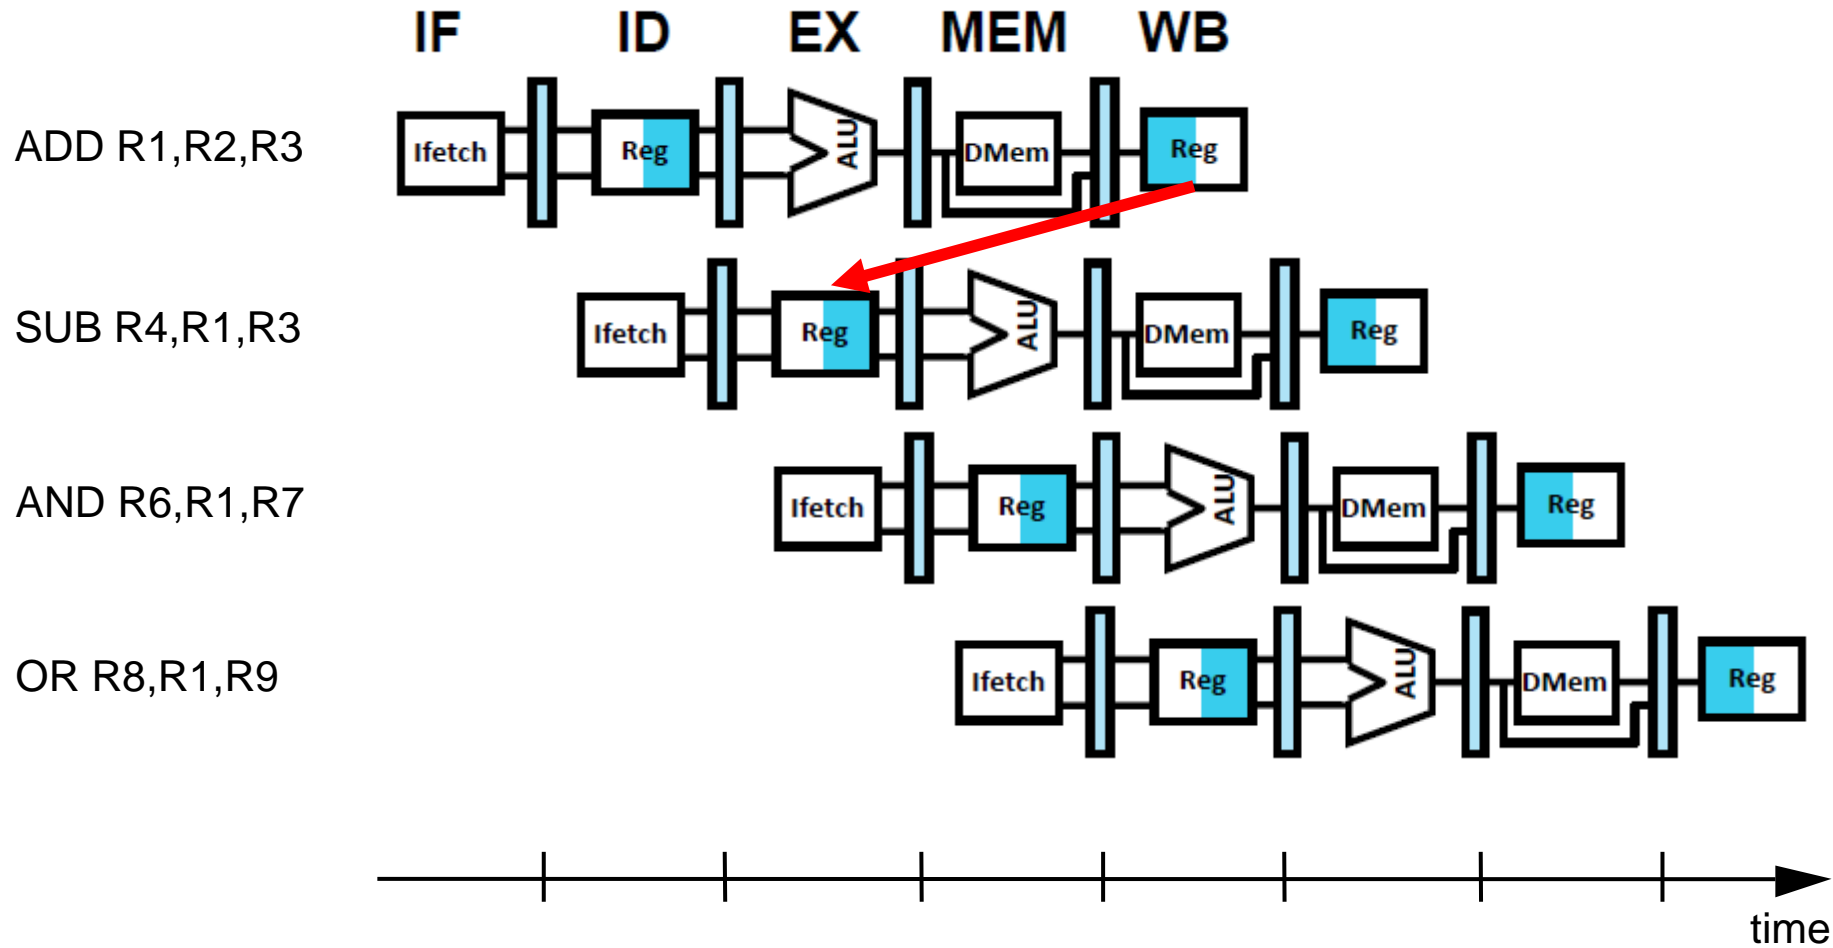 IF ID EX MEM WB
ADD R1,R2,R3 Ifetch Reg ALU DMem Reg
SUB R4,R1,R3 Ifetch Reg ALU DMem Reg
AND R6,R1,R7 Ifetch Reg ALU DMem Reg
OR R8,R1,R9 Ifetch Reg ALU DMem Reg
time